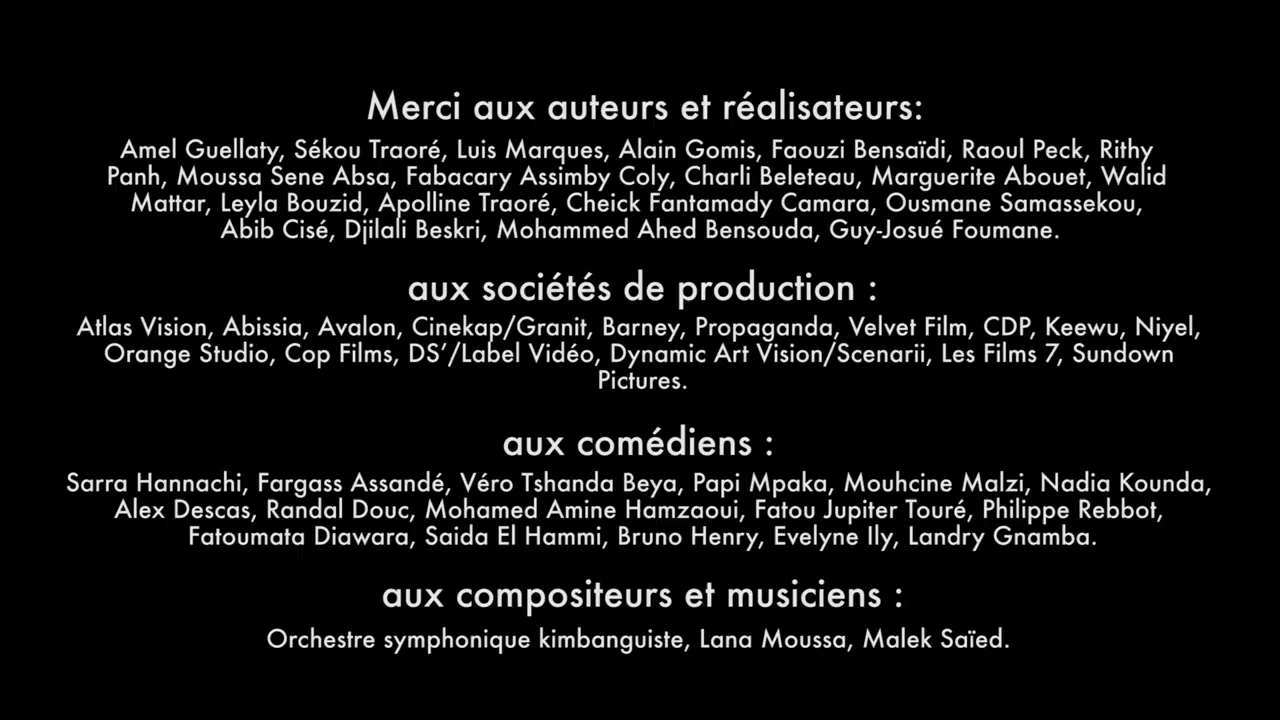 Merci aux auteurs et réalisateurs:
Amel Guellaty, Sékou Traoré, Luis Marques, Alain Gomis, Faouzi Bensaïdi, Raoul Peck, Rithy
Panh, Moussa Sene Absa, Fabacary Assimby Coly, Charli Beleteau, Marguerite Abouet, Walid
Mattar, Leyla Bouzid, Apolline Traoré, Cheick Fantamady Camara, Ousmane Samassekou,
Abib Cisé, Djilali Beskri, Mohammed Ahed Bensouda, Guy-Josué Foumane.
aux sociétés de production :
Atlas Vision, Abissia, Avalon, Cinekap/Granit, Barney, Propaganda, Velvet Film, CDP, Keewu, Niyel,
Orange Studio, Cop Films, DS’/Label Vidéo, Dynamic Art Vision/Scenarii, Les Films 7, Sundown
Pictures.
aux comédiens :
Sarra Hannachi, Fargass Assandé, Véro Tshanda Beya, Papi Mpaka, Mouhcine Malzi, Nadia Kounda,
Alex Descas, Randal Douc, Mohamed Amine Hamzaoui, Fatou Jupiter Touré, Philippe Rebbot,
Fatoumata Diawara, Saida El Hammi, Bruno Henry, Evelyne Ily, Landry Gnamba.
aux compositeurs et musiciens :
Orchestre symphonique kimbanguiste, Lana Moussa, Malek Saïed.